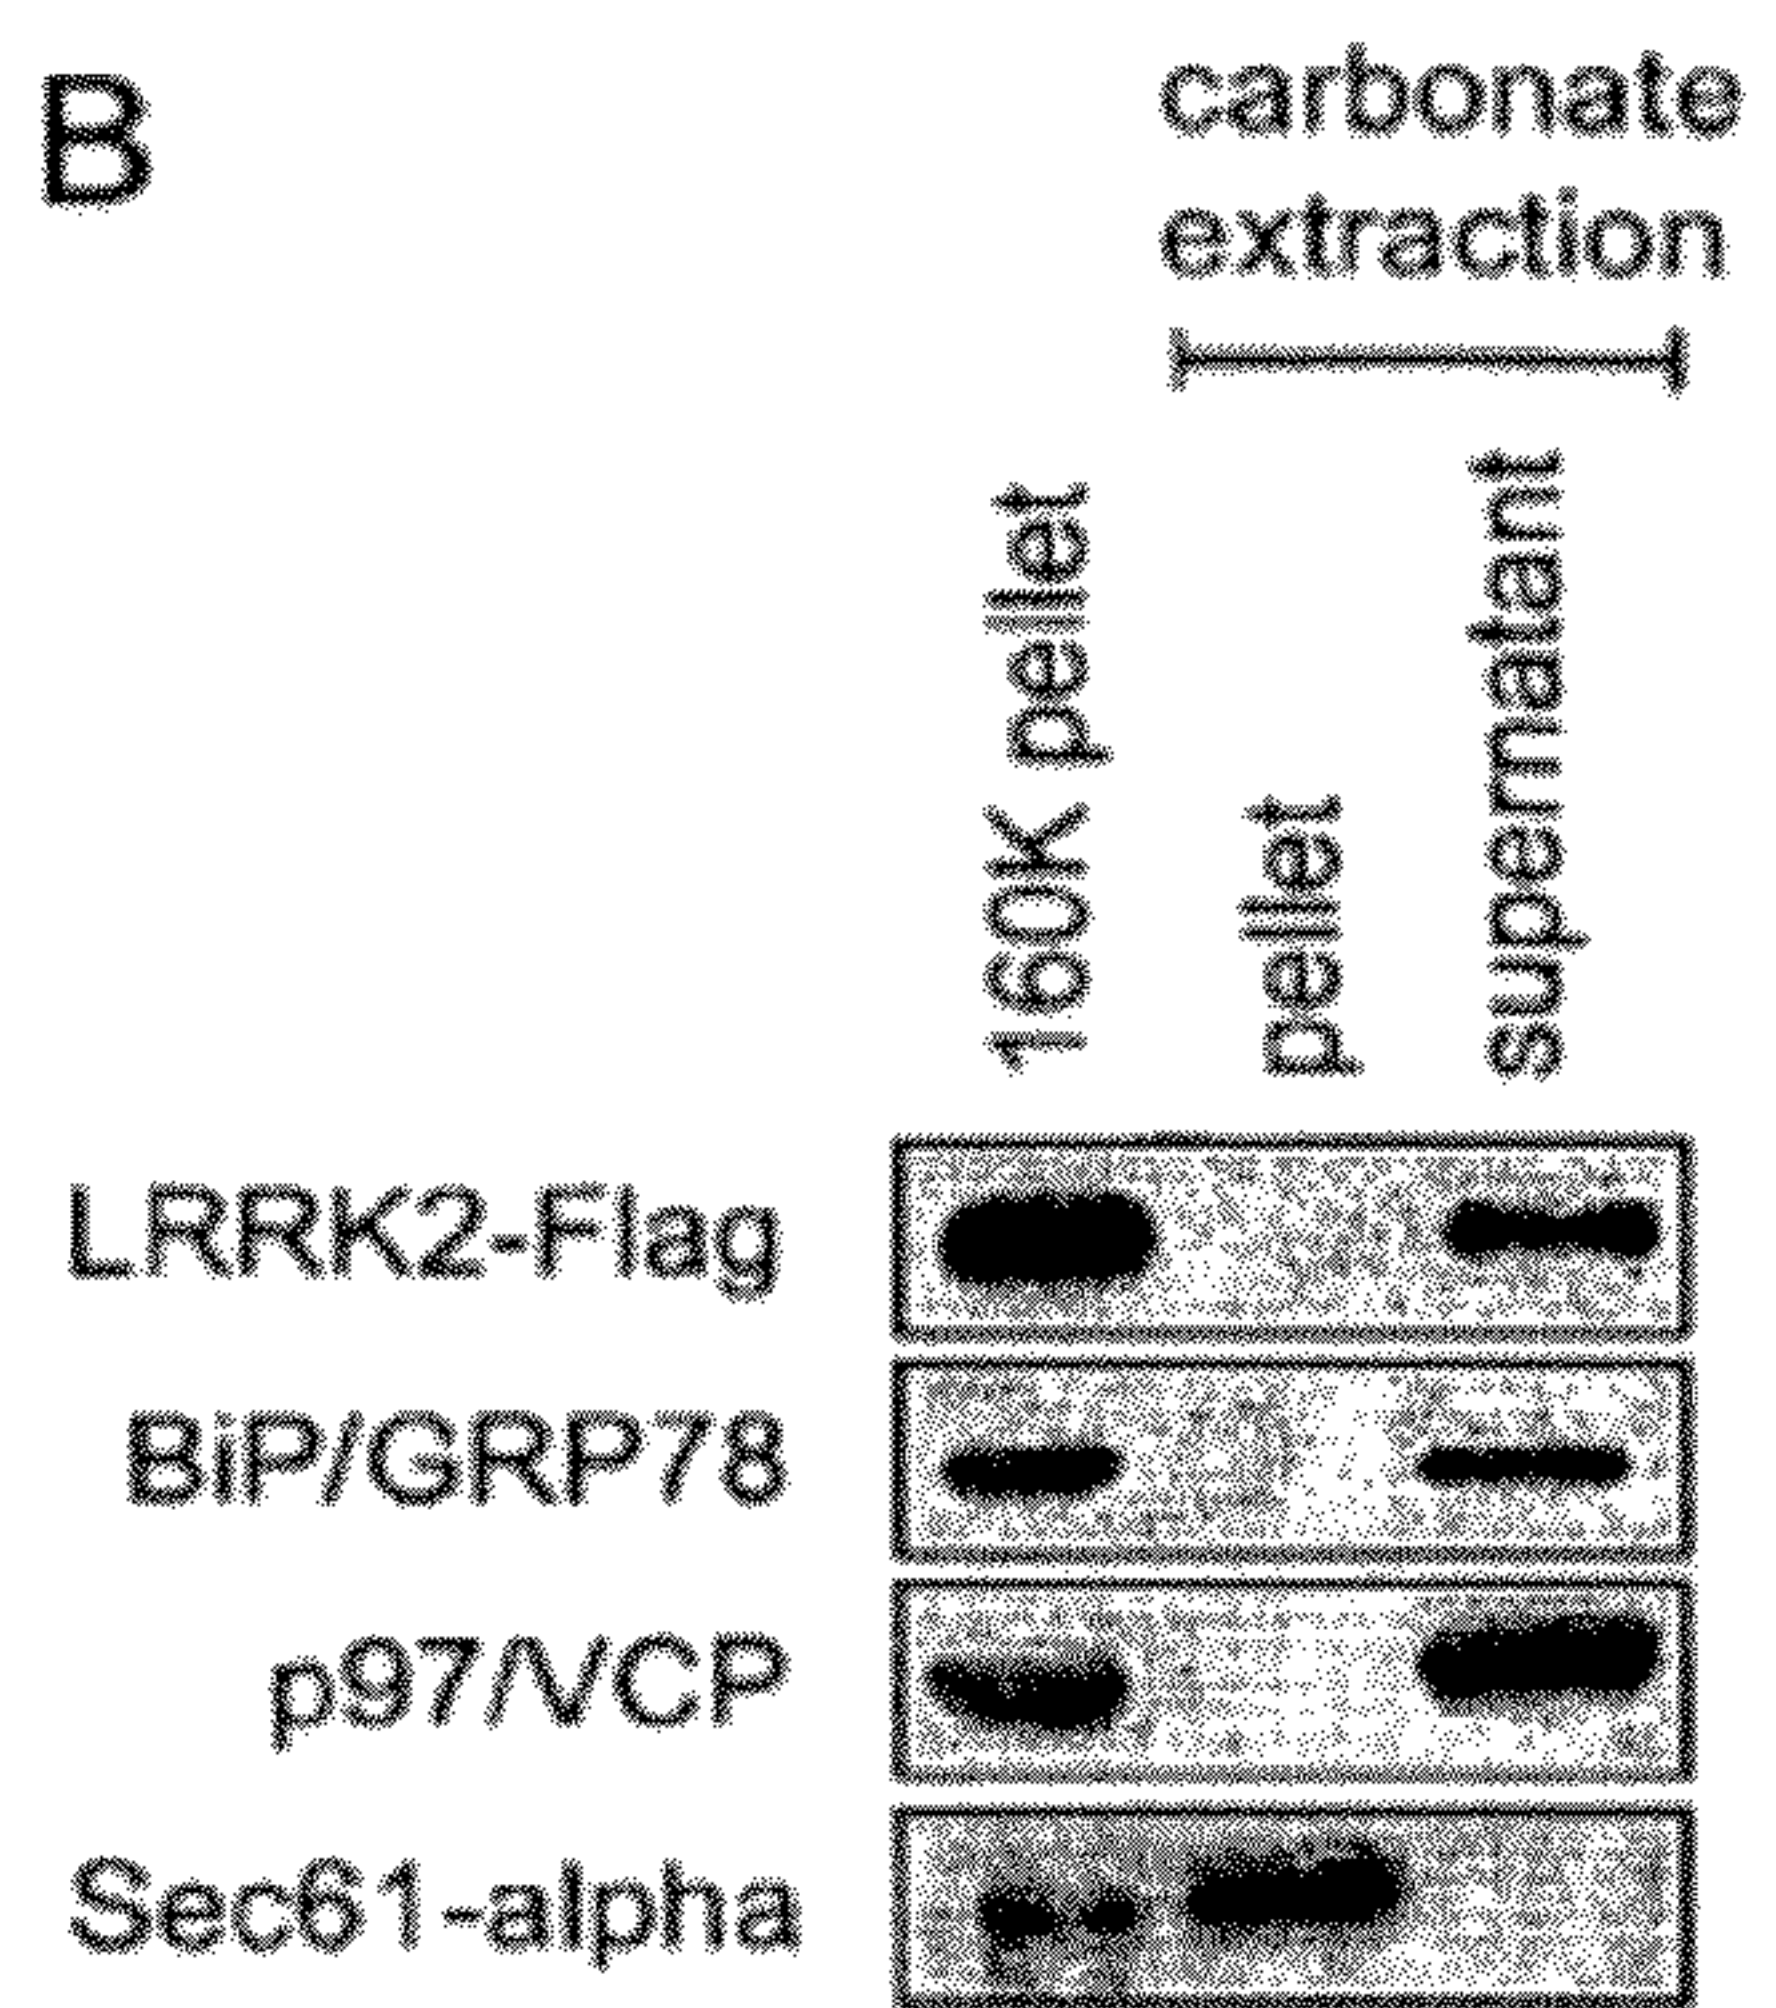 B
carbonate
extraction
160K pellet
pellet
supernatant
LRRK2-Flag
BiP/GRP78
p97/VCP
Sec61-alpha